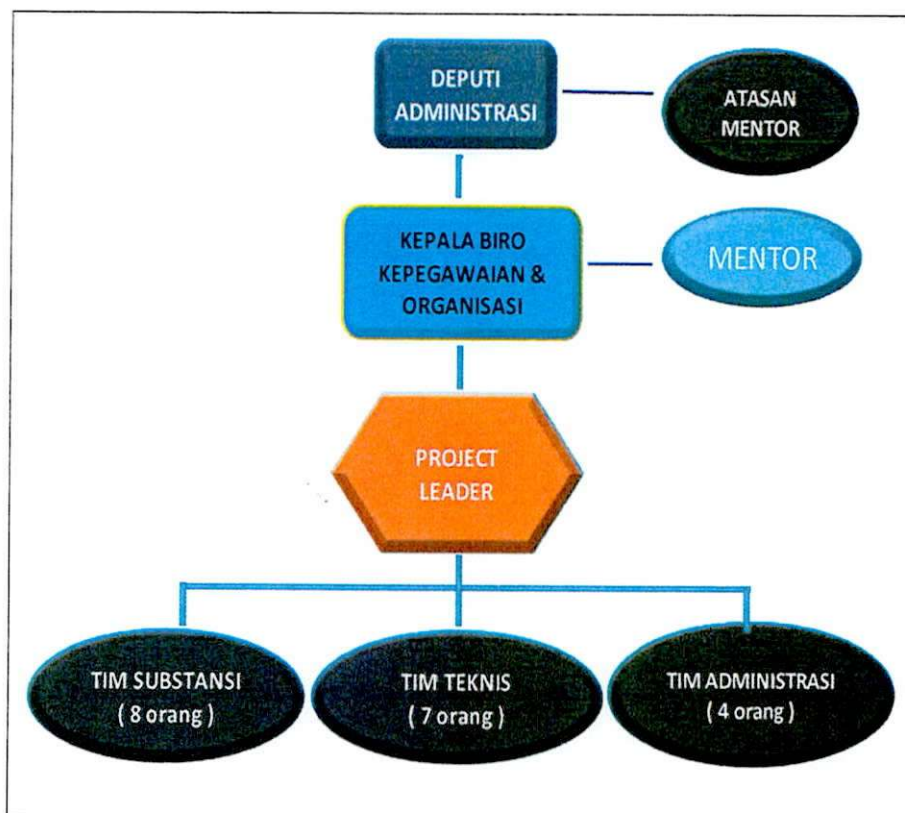 DEPUTI
ADMINISTRASI
ATASAN
MENTOR
KEPALA BIRO
KEPEGAWAIAN &
ORGANISASI
MENTOR
PROJECT
LEADER
TIM SUBSTANSI
( 8 orang )
TIM TEKNIS
( 7 orang )
TIM ADMINISTRASI
( 4 orang )